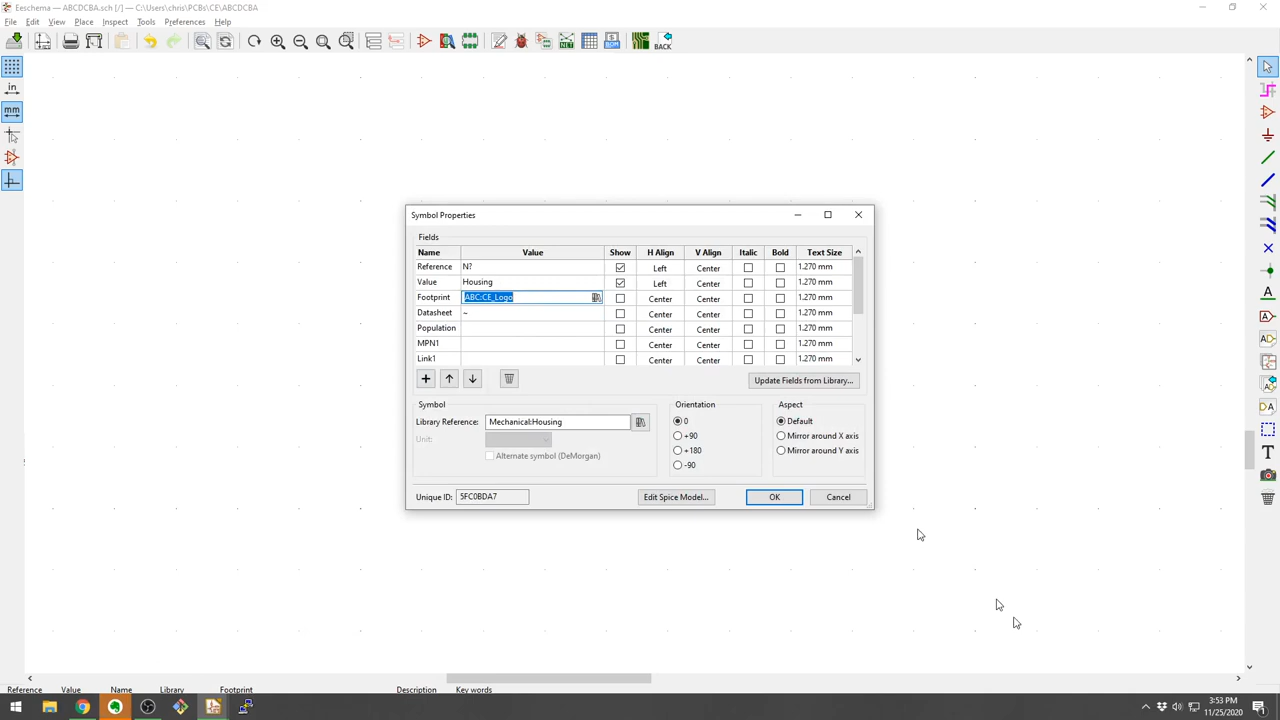 Eeschema — ABCDCBA.sch [—] C:\Users\chris\PCBs\CE\ABCDCBA
File Edit View Place Inspect Tools Preferences Help
BACK
NET
BOM
in
mm
Symbol Properties
Fields
Name Value Show H Align V Align Italic Bold Text Size
Reference N? Left Center 1.270 mm
Value Housing Left Center 1.270 mm
Footprint ABC:CE_Logo Center Center 1.270 mm
Datasheet ~ Center Center 1.270 mm
Population Center Center 1.270 mm
MPN1 Center Center 1.270 mm
Link1 Center Center 1.270 mm
Update Fields from Library...
Symbol
Library Reference: Mechanical:Housing
Unit:
Alternate symbol (DeMorgan)
Orientation
0
+90
+180
-90
Aspect
Default
Mirror around X axis
Mirror around Y axis
Unique ID: 5FC0BDA7
Edit Spice Model...
OK
Cancel
Reference Value Name Library Footprint Description Key words
3:53 PM
11/25/2020
1